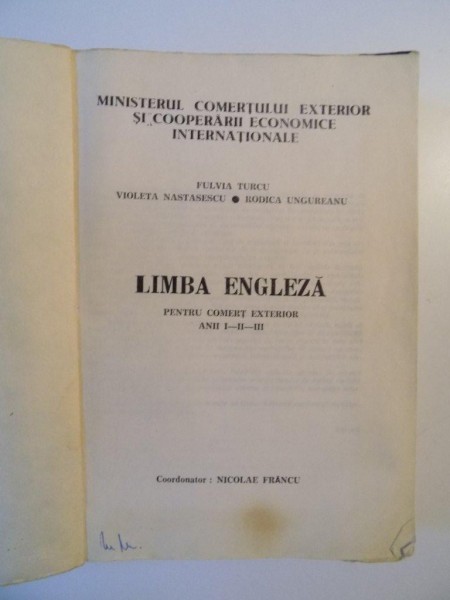 MINISTERUL COMERȚULUI EXTERIOR
ȘI COOPERĂRII ECONOMICE
INTERNAȚIONALE
FULVIA TURCU
VIOLETA NASTASESCU ● RODICA UNGUREANU
LIMBA ENGLEZĂ
PENTRU COMERȚ EXTERIOR
ANII I—II—III
Coordonator : NICOLAE FRÂNCU